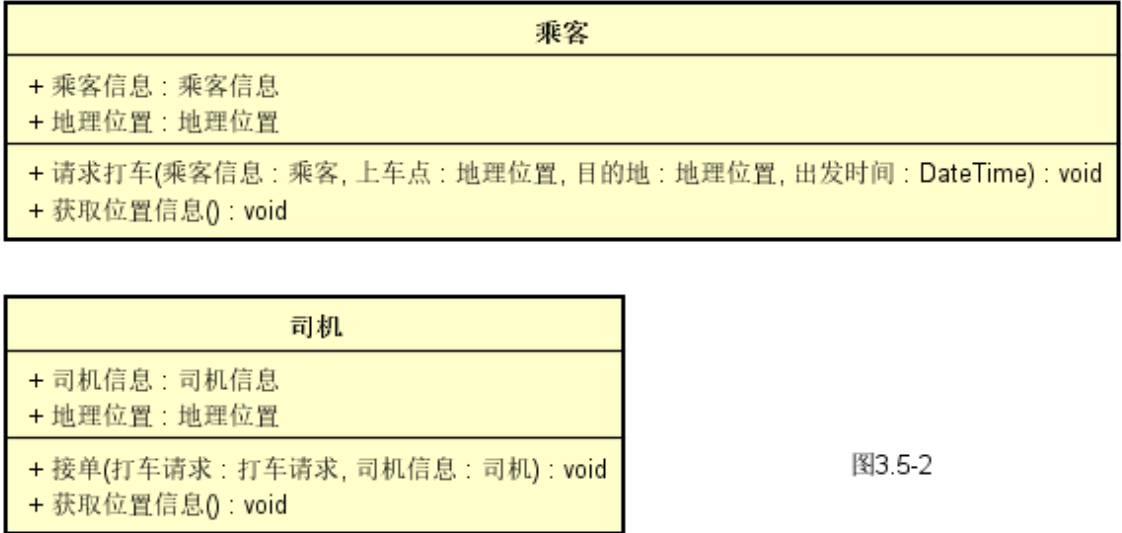 乘客
+ 乘客信息 : 乘客信息
+ 地理位置 : 地理位置
+ 请求打车(乘客信息 : 乘客, 上车点 : 地理位置, 目的地 : 地理位置, 出发时间 : DateTime) : void
+ 获取位置信息() : void
司机
+ 司机信息 : 司机信息
+ 地理位置 : 地理位置
+ 接单(打车请求 : 打车请求, 司机信息 : 司机) : void
+ 获取位置信息() : void
图3.5-2